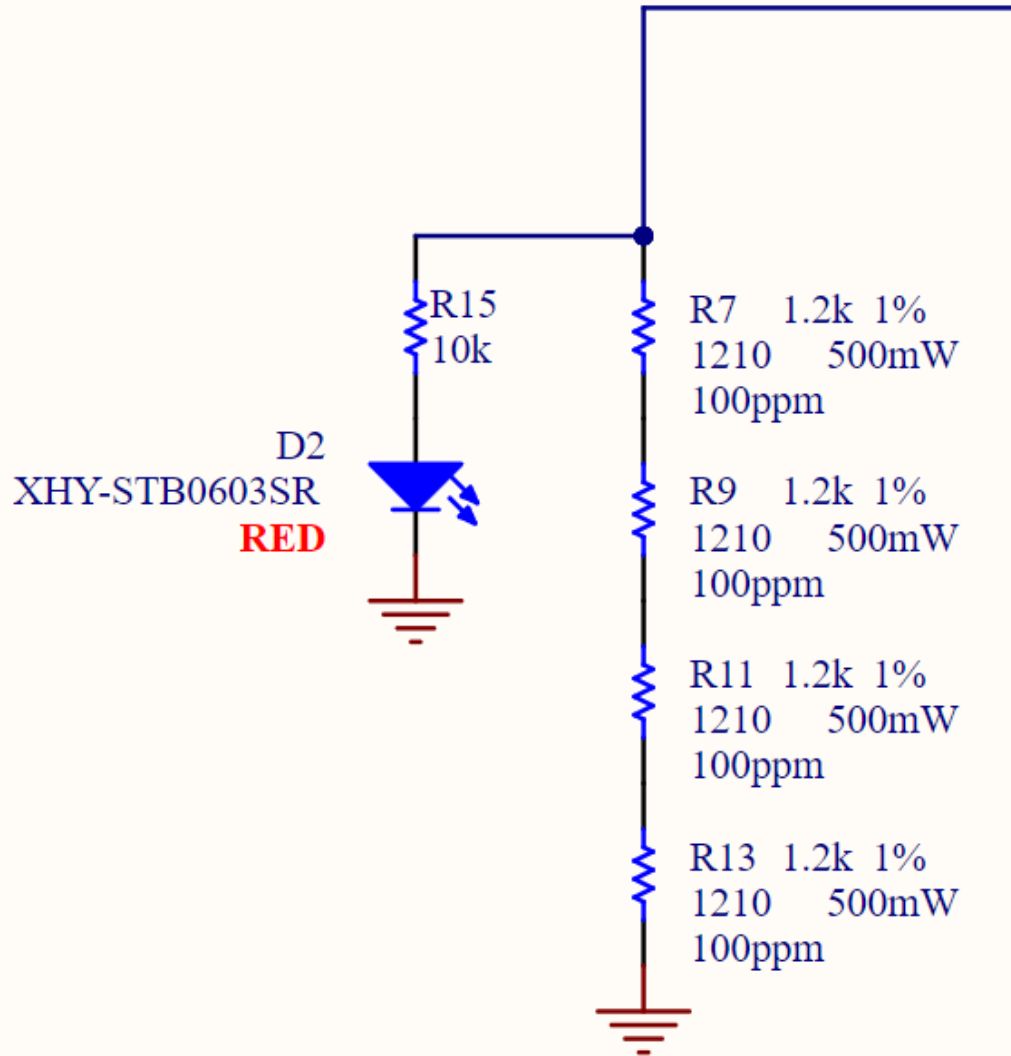 R15
10k
D2
XHY-STB0603SR
RED
R7 1.2k 1%
1210 500mW
100ppm
R9 1.2k 1%
1210 500mW
100ppm
R11 1.2k 1%
1210 500mW
100ppm
R13 1.2k 1%
1210 500mW
100ppm